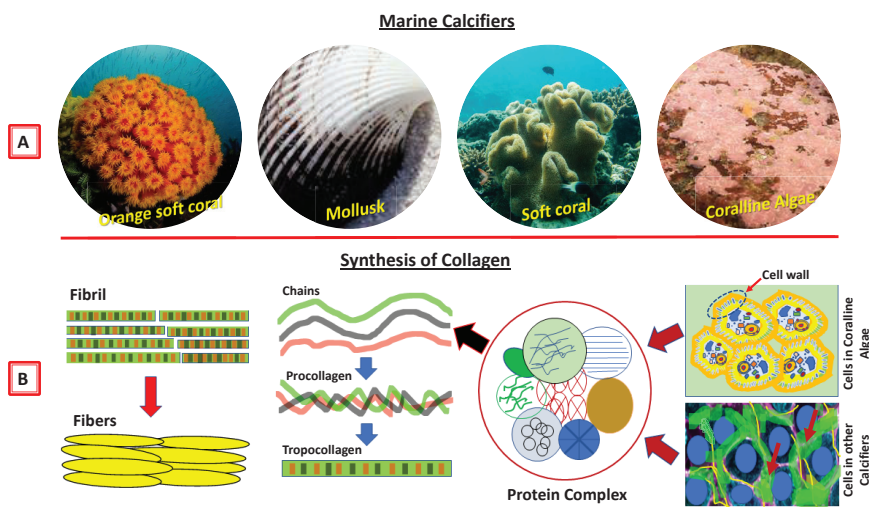 Marine Calcifiers
A
Orange soft coral
Mollusk
Soft coral
Coralline Algae
Synthesis of Collagen
B
Fibril
Fibers
Chains
Procollagen
Tropocollagen
Protein Complex
Cell wall
Cells in Coralline
Algae
Cells in other
Calcifiers